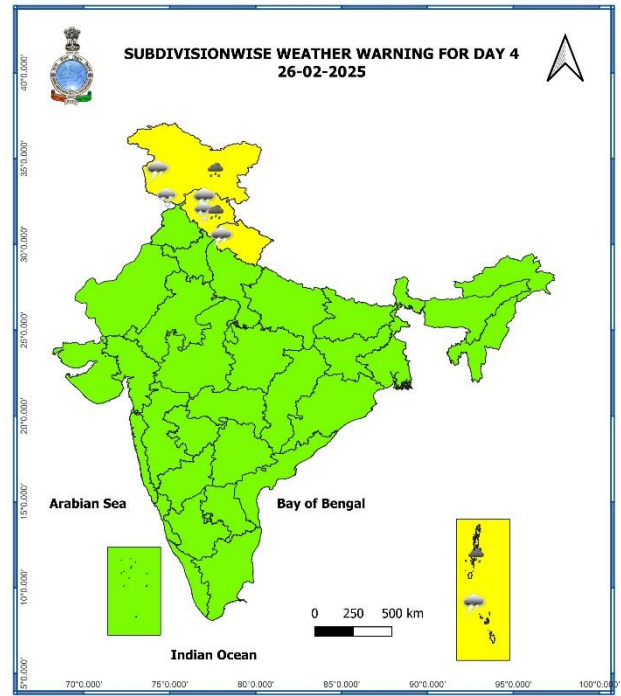 SUBDIVISIONWISE WEATHER WARNING FOR DAY 4
26-02-2025
40°0.000'
35°0.000'
30°0.000'
25°0.000'
20°0.000'
15°0.000'
10°0.000'
5°0.000'
Arabian Sea
Bay of Bengal
0 250 500 km
Indian Ocean
70°0.000' 75°0.000' 80°0.000' 85°0.000' 90°0.000' 95°0.000' 100°0.000'